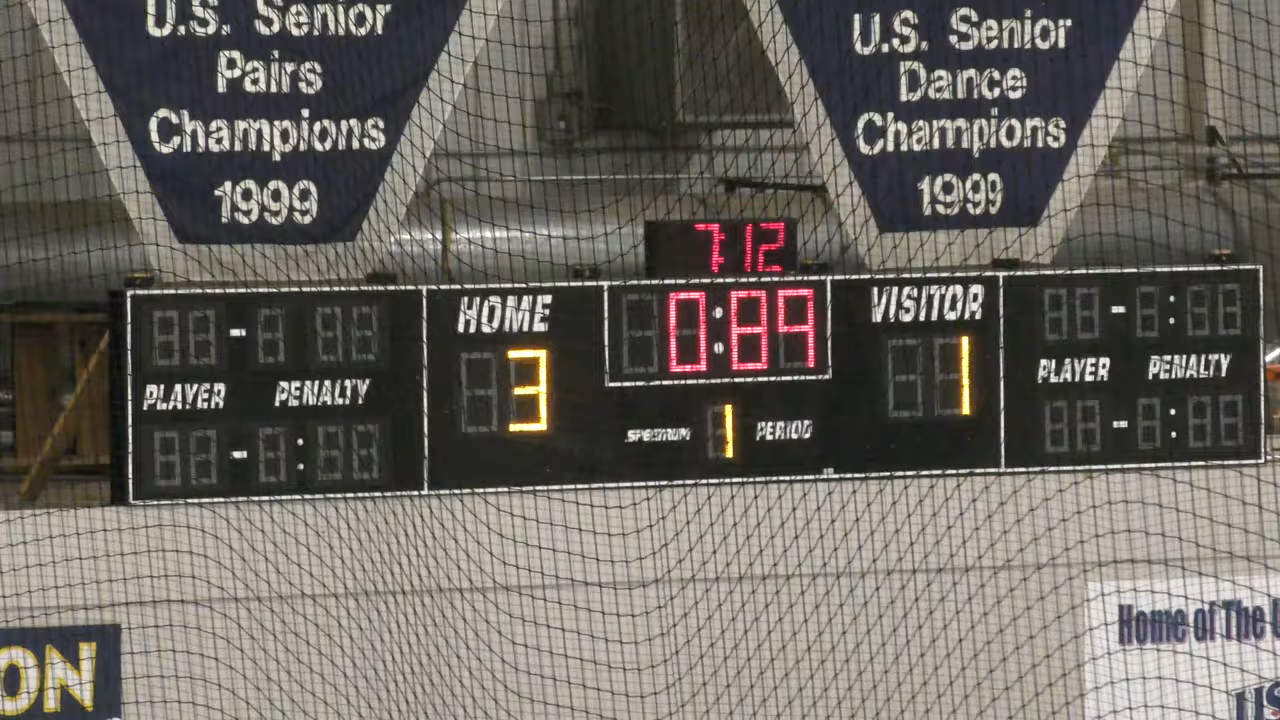 U.S. Senior
Pairs
Champions
1999
U.S. Senior
Dance
Champions
1999
7:12
HOME
0:89
VISITOR
3
1
PLAYER PENALTY
SPECTRUM
1
PERIOD
PLAYER PENALTY
ON
Home of The
US